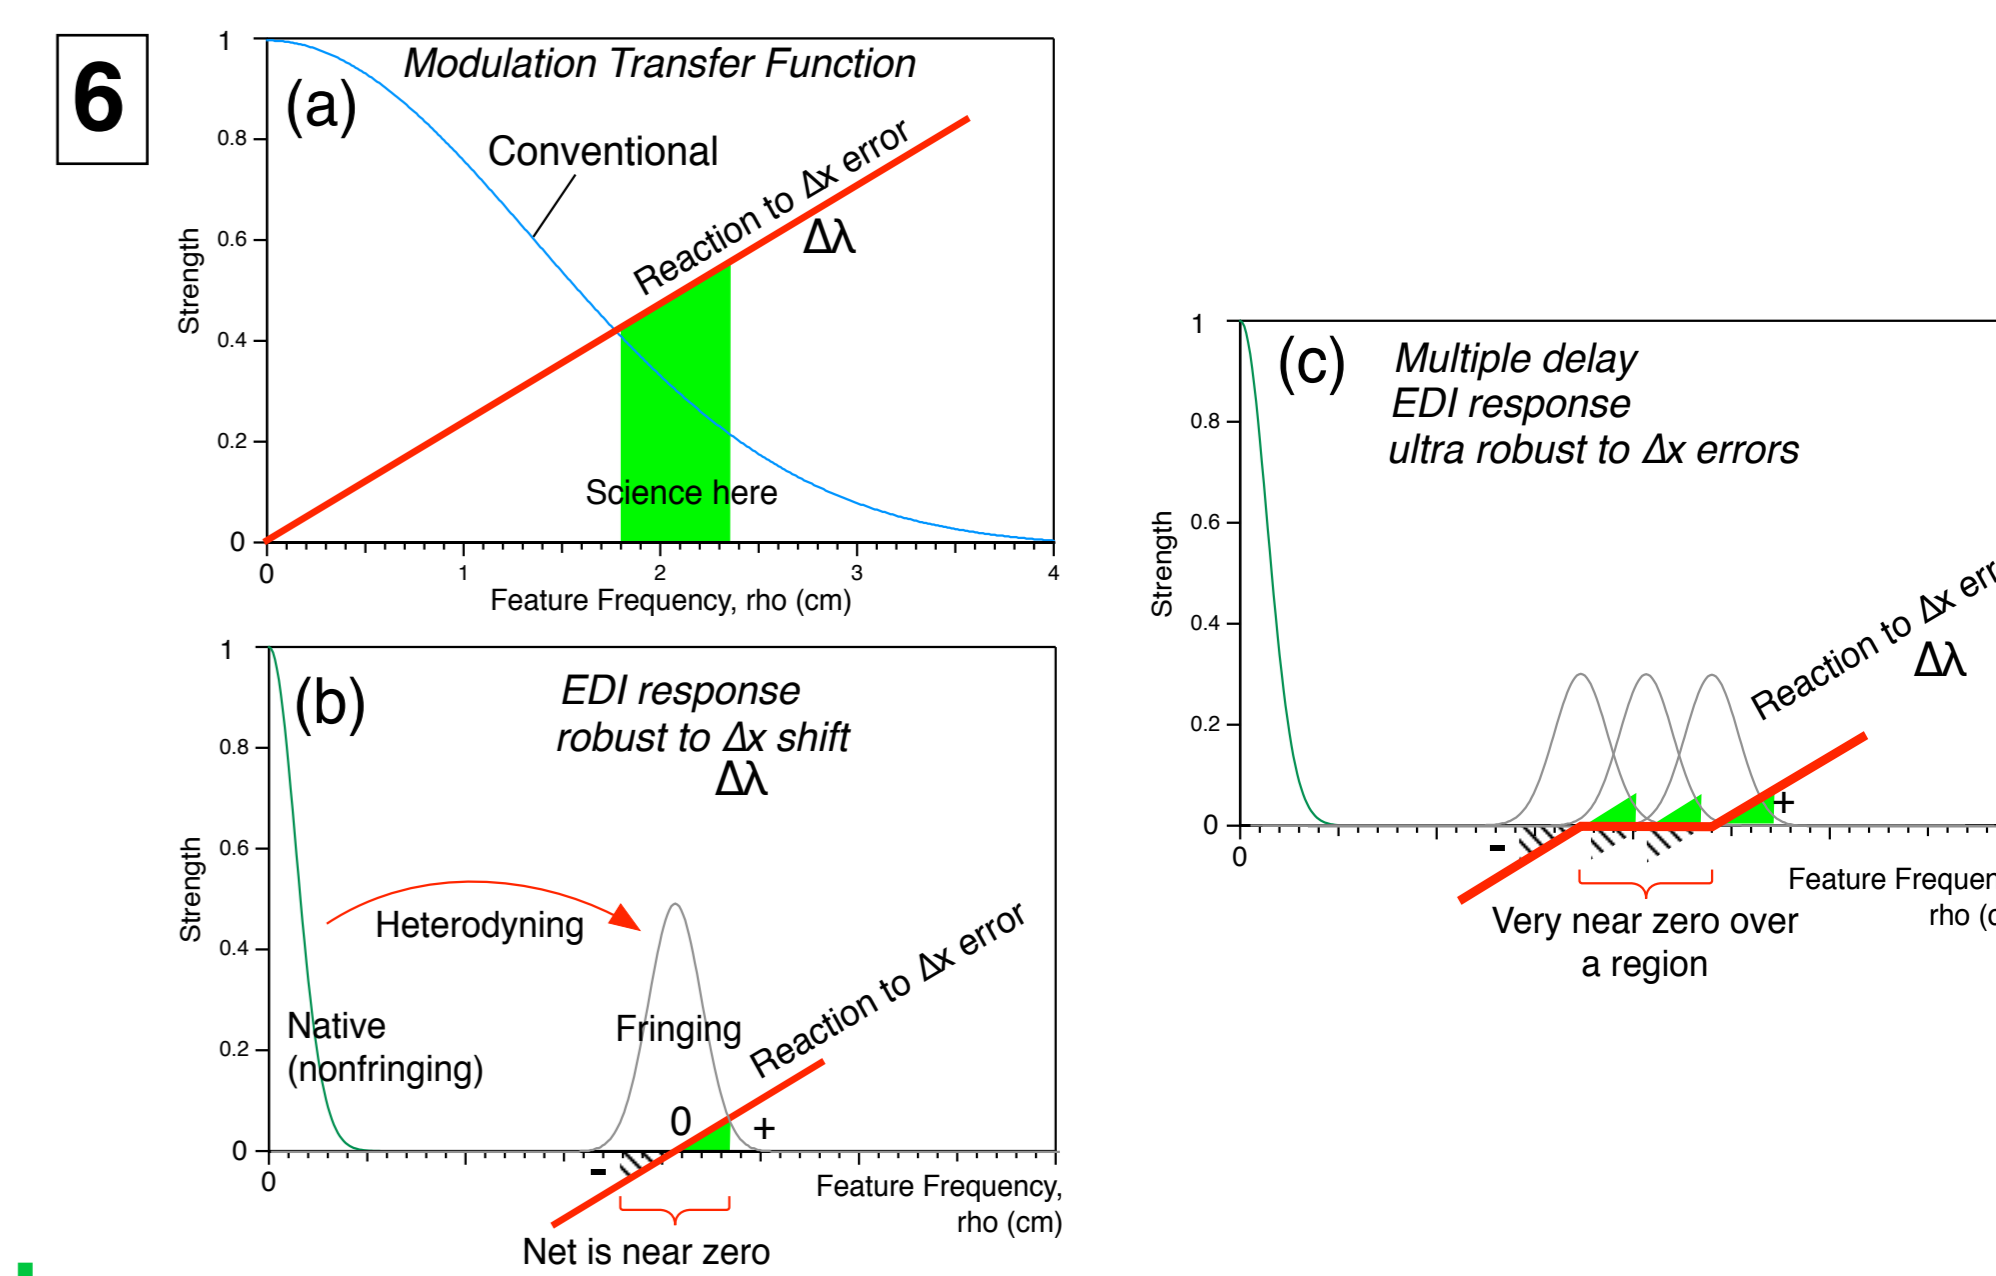 6
1
0.8
0.6
0.4
0.2
0
Strength
(a)
Modulation Transfer Function
Conventional
Reaction to Δx error
Δλ
Science here
0 1 2 3 4
Feature Frequency, rho (cm)
1
0.8
0.6
0.4
0.2
0
Strength
(b)
EDI response
robust to Δx shift
Δλ
Heterodyning
Native
(nonfringing)
Fringing
Reaction to Δx error
0
+
-
0
Feature Frequency,
rho (cm)
Net is near zero
1
0.8
0.6
0.4
0.2
0
Strength
(c)
Multiple delay
EDI response
ultra robust to Δx errors
Reaction to Δx err
Δλ
+
-
0
Feature Frequen
rho (c
Very near zero over
a region